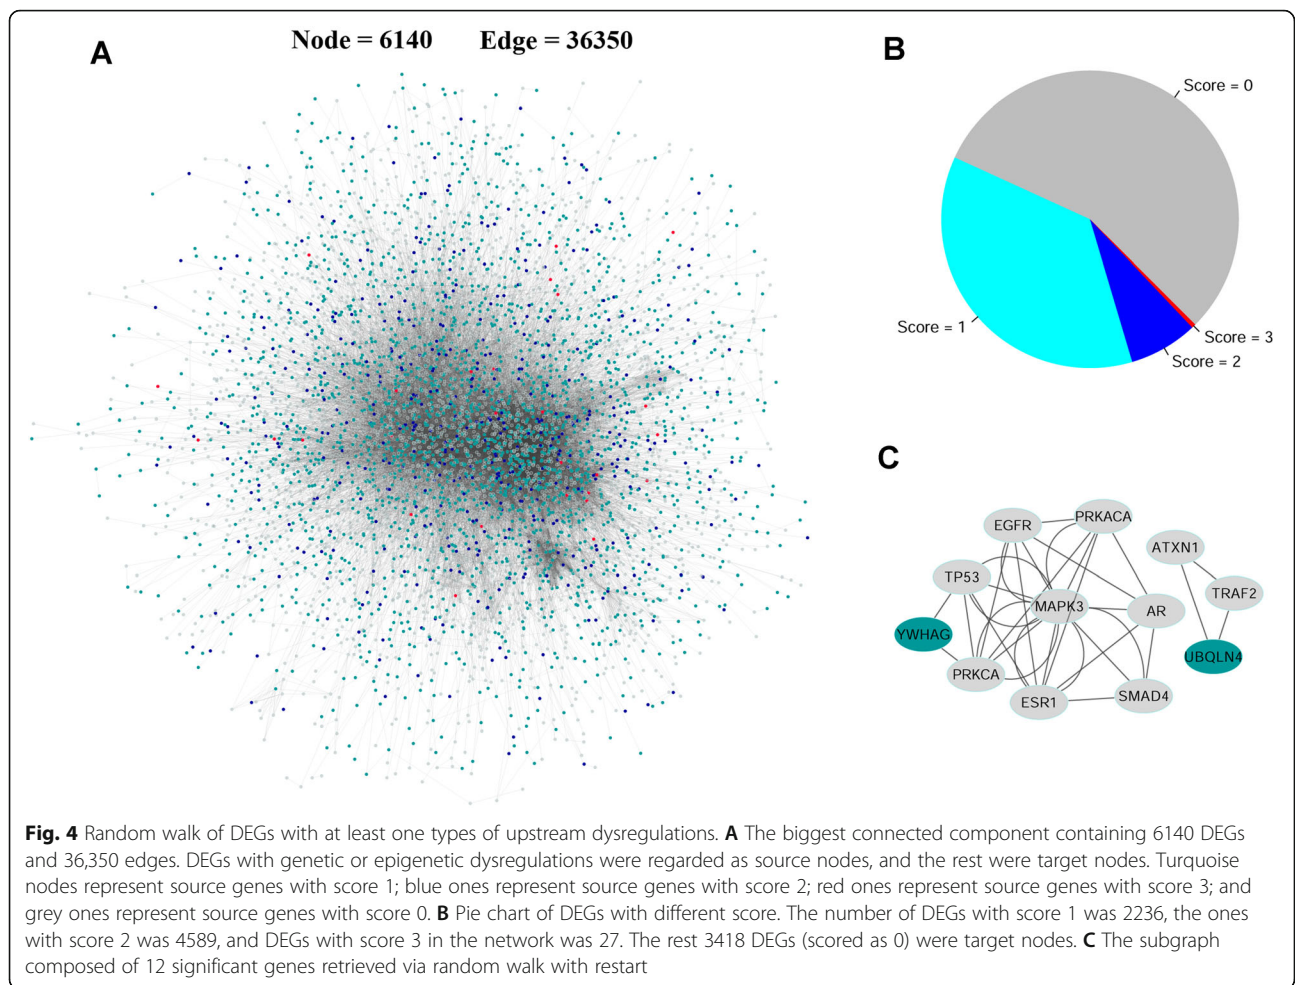 A
Node = 6140 Edge = 36350
B
Score = 0
Score = 1
Score = 3
Score = 2
C
EGFR
PRKACA
ATXN1
TP53
TRAF2
MAPK3
AR
YWHAG
UBQLN4
PRKCA
ESR1
SMAD4
Fig. 4 Random walk of DEGs with at least one types of upstream dysregulations. A The biggest connected component containing 6140 DEGs
and 36,350 edges. DEGs with genetic or epigenetic dysregulations were regarded as source nodes, and the rest were target nodes. Turquoise
nodes represent source genes with score 1; blue ones represent source genes with score 2; red ones represent source genes with score 3; and
grey ones represent source genes with score 0. B Pie chart of DEGs with different score. The number of DEGs with score 1 was 2236, the ones
with score 2 was 4589, and DEGs with score 3 in the network was 27. The rest 3418 DEGs (scored as 0) were target nodes. C The subgraph
composed of 12 significant genes retrieved via random walk with restart